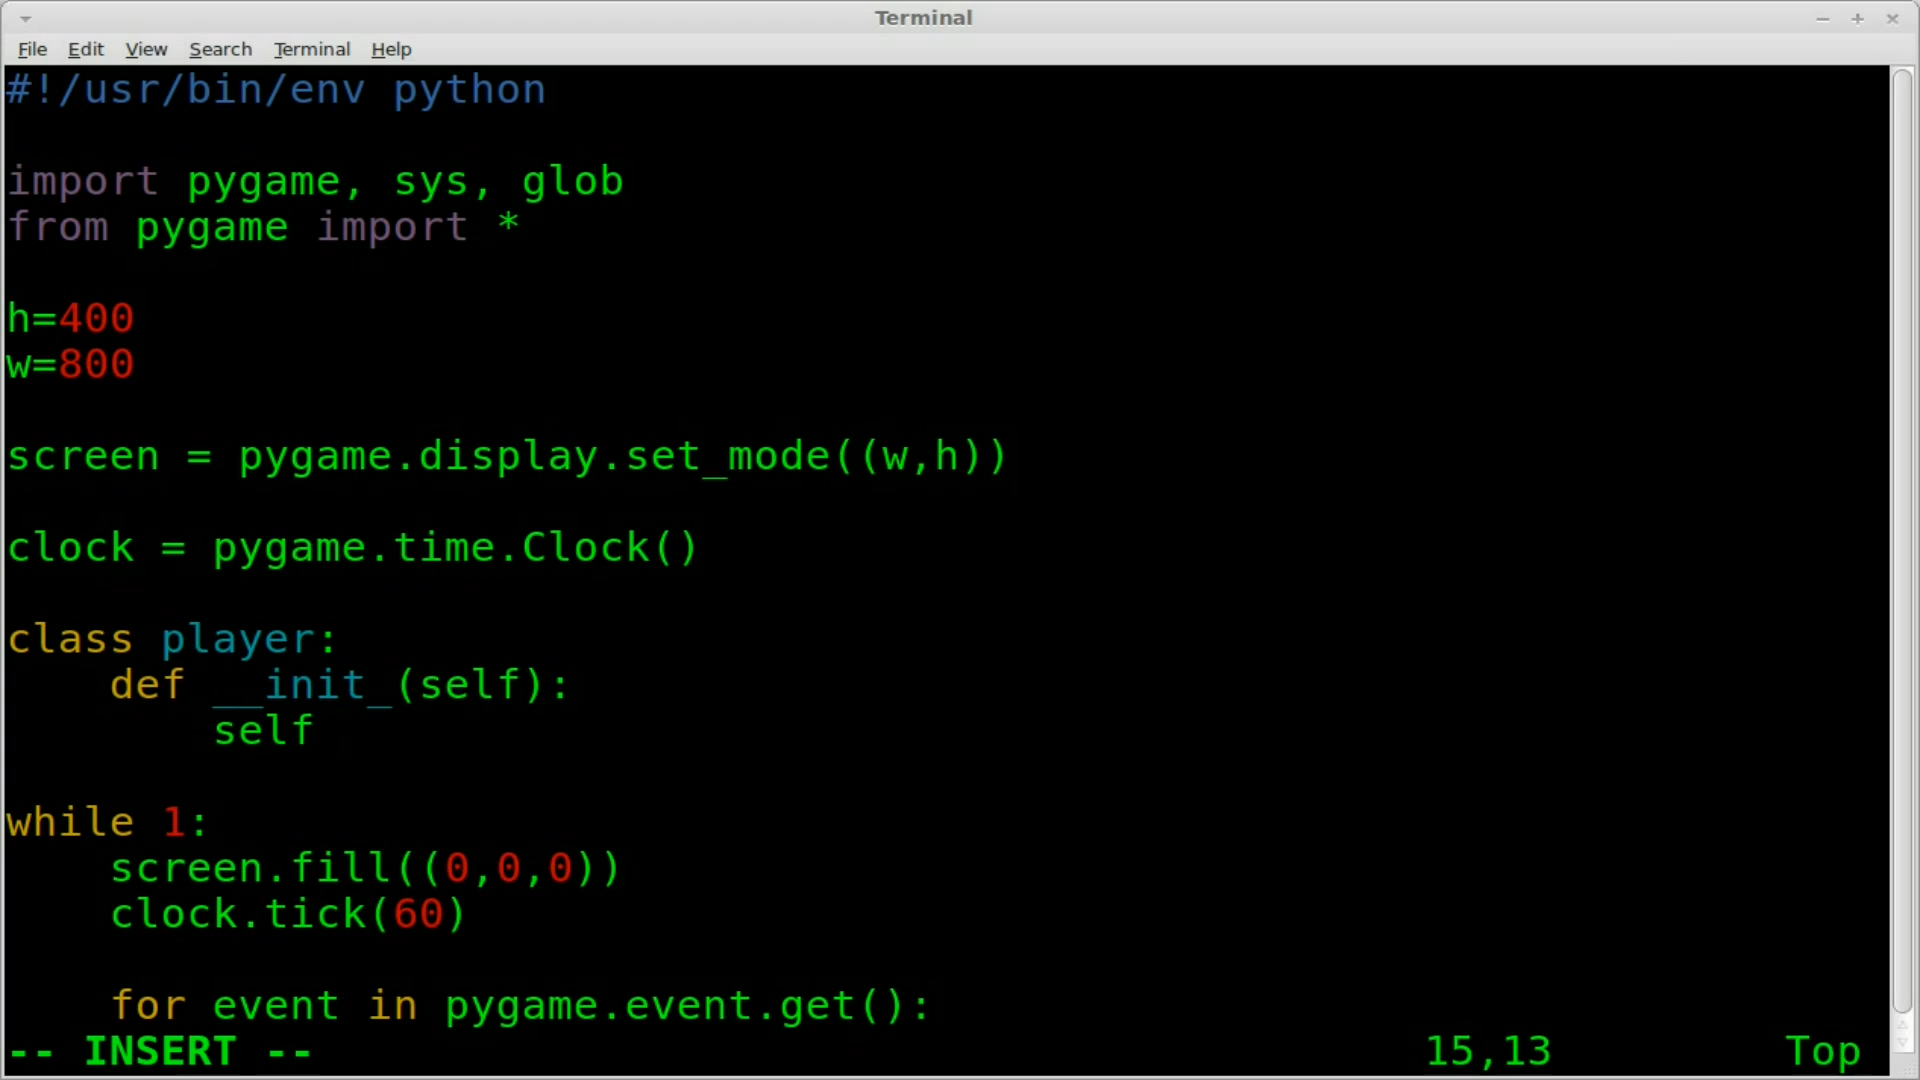 Terminal
File Edit View Search Terminal Help
#!/usr/bin/env python
import pygame, sys, glob
from pygame import *
h=400
w=800
screen = pygame.display.set_mode((w,h))
clock = pygame.time.Clock()
class player:
    def __init_(self):
        self
while 1:
    screen.fill((0,0,0))
    clock.tick(60)
    for event in pygame.event.get():
-- INSERT -- 15,13 Top